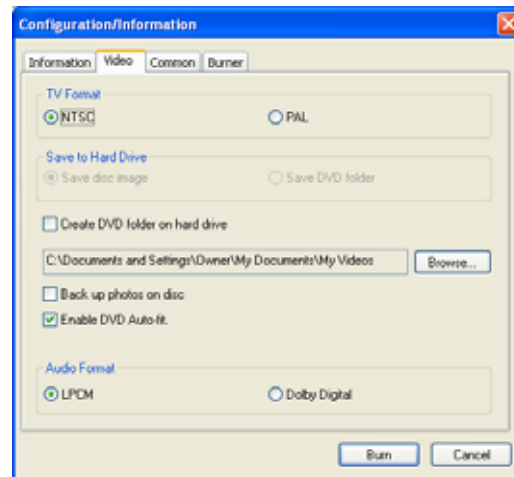 Configuration/Information
Information Video Common Burner
TV Format
NTSC PAL
Save to Hard Drive
Save disc image Save DVD folder
Create DVD folder on hard drive
C:\Documents and Settings\Owner\My Documents\My Videos Browse...
Back up photos on disc
Enable DVD Auto-fit.
Audio Format
LPCM Dolby Digital
Burn Cancel